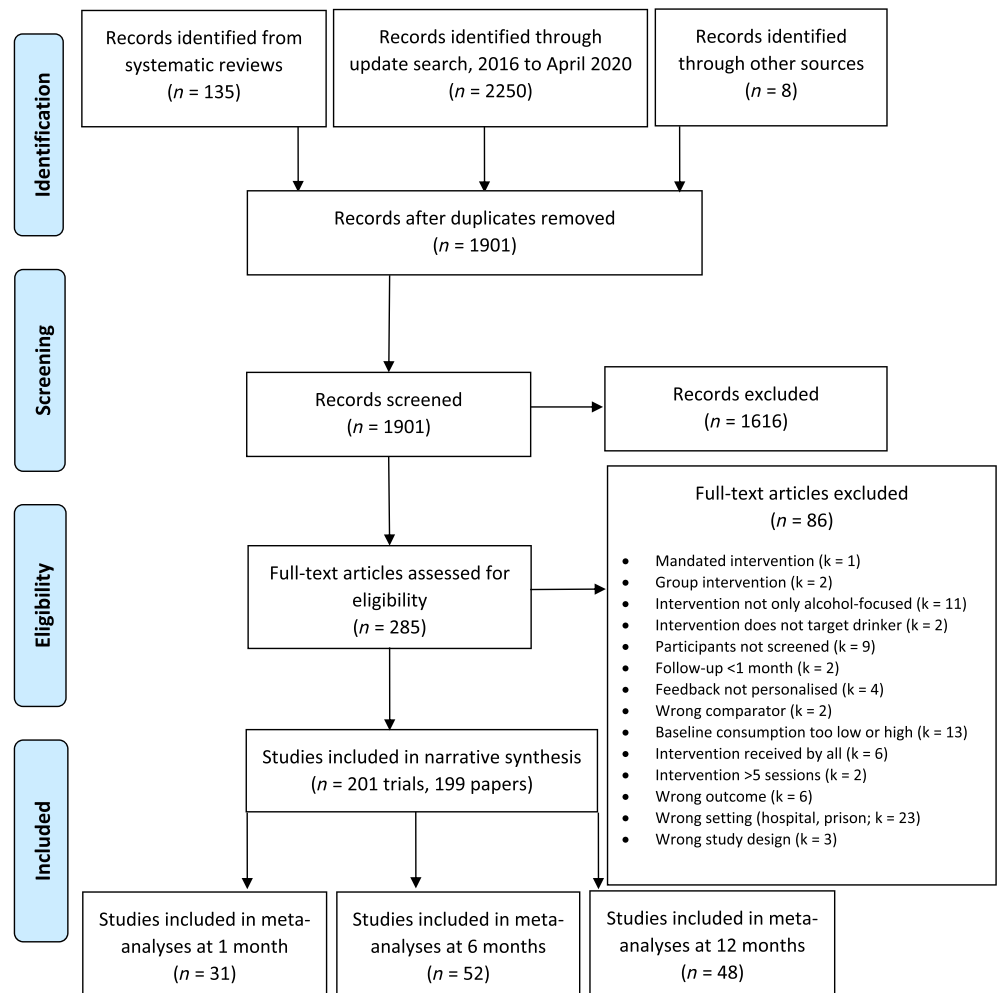 Identification
Records identified from
systematic reviews
(n = 135)
Records identified through
update search, 2016 to April 2020
(n = 2250)
Records identified
through other sources
(n = 8)
Records after duplicates removed
(n = 1901)
Screening
Records screened
(n = 1901)
Records excluded
(n = 1616)
Eligibility
Full-text articles assessed for
eligibility
(n = 285)
Full-text articles excluded
(n = 86)
• Mandated intervention (k = 1)
• Group intervention (k = 2)
• Intervention not only alcohol-focused (k = 11)
• Intervention does not target drinker (k = 2)
• Participants not screened (k = 9)
• Follow-up <1 month (k = 2)
• Feedback not personalised (k = 4)
• Wrong comparator (k = 2)
• Baseline consumption too low or high (k = 13)
• Intervention received by all (k = 6)
• Intervention >5 sessions (k = 2)
• Wrong outcome (k = 6)
• Wrong setting (hospital, prison; k = 23)
• Wrong study design (k = 3)
Included
Studies included in narrative synthesis
(n = 201 trials, 199 papers)
Studies included in meta-
analyses at 1 month
(n = 31)
Studies included in meta-
analyses at 6 months
(n = 52)
Studies included in meta-
analyses at 12 months
(n = 48)